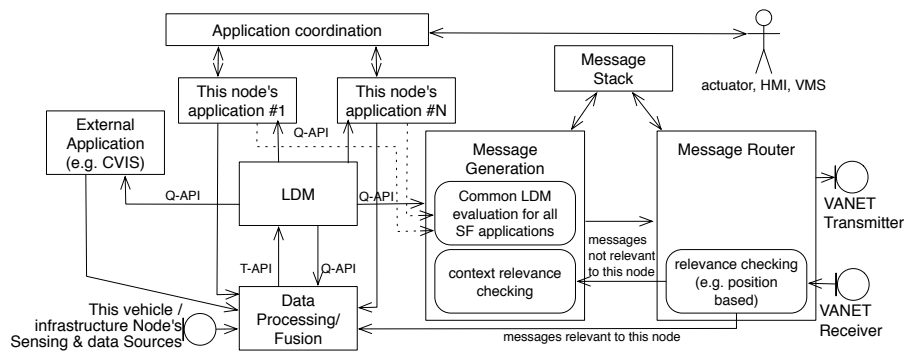 Application coordination
actuator, HMI, VMS
Message
Stack
This node's
application #1
This node's
application #N
External
Application
(e.g. CVIS)
Q-API
Message
Generation
Message Router
LDM
Q-API
Q-API
Common LDM
evaluation for all
SF applications
VANET
Transmitter
messages
not relevant
to this node
T-API
Q-API
context relevance
checking
relevance checking
(e.g. position
based)
This vehicle /
infrastructure Node's
Sensing & data Sources
Data
Processing/
Fusion
VANET
Receiver
messages relevant to this node